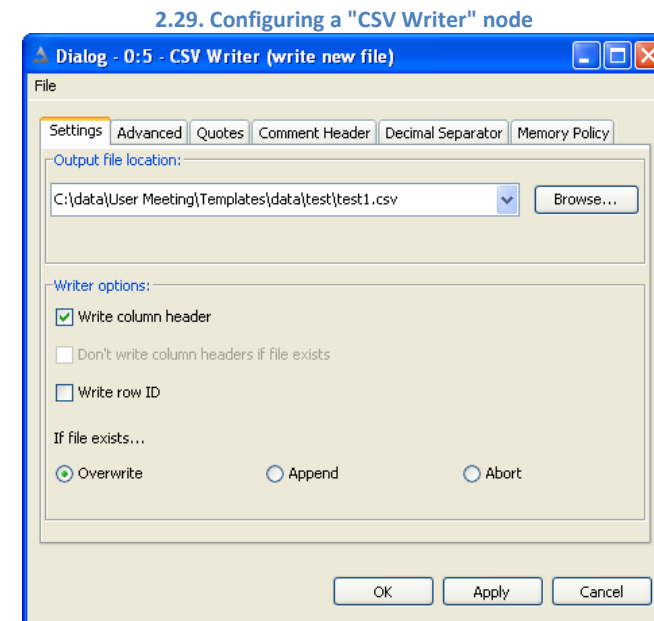 2.29. Configuring a "CSV Writer" node
Dialog - 0:5 - CSV Writer (write new file)
File
Settings Advanced Quotes Comment Header Decimal Separator Memory Policy
Output file location:
C:\data\User Meeting\Templates\data\test\test1.csv Browse...
Writer options:
Write column header
Don't write column headers if file exists
Write row ID
If file exists...
Overwrite Append Abort
OK Apply Cancel